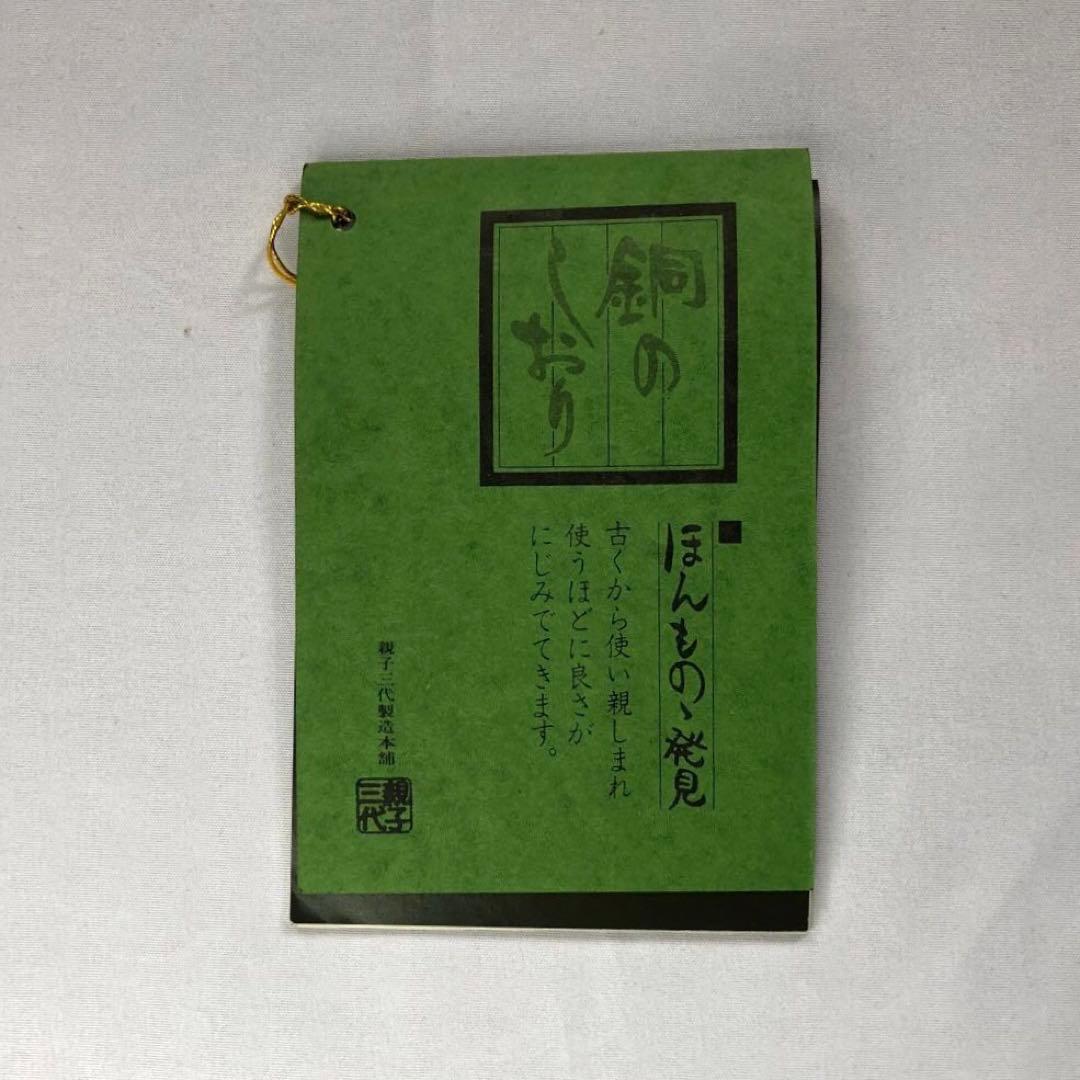 銅の
しおり
ほんものゝ発見
古くから使い親しまれ
使うほどに良さが
にじみでてきます。
親子三代製造本舗
親子
三代